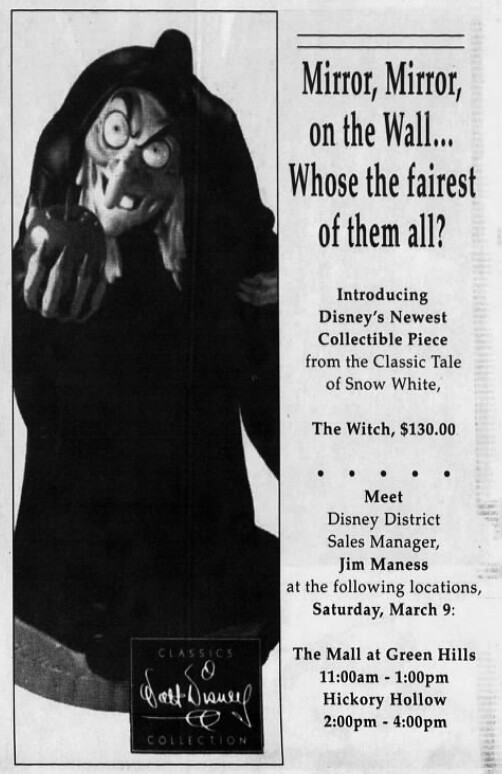 Mirror, Mirror,
on the Wall...
Whose the fairest
of them all?
Introducing
Disney's Newest
Collectible Piece
from the Classic Tale
of Snow White,
The Witch, $130.00
• • • • •
Meet
Disney District
Sales Manager,
Jim Maness
at the following locations,
Saturday, March 9:
The Mall at Green Hills
11:00am - 1:00pm
Hickory Hollow
2:00pm - 4:00pm
CLASSICS
Walt Disney
COLLECTION